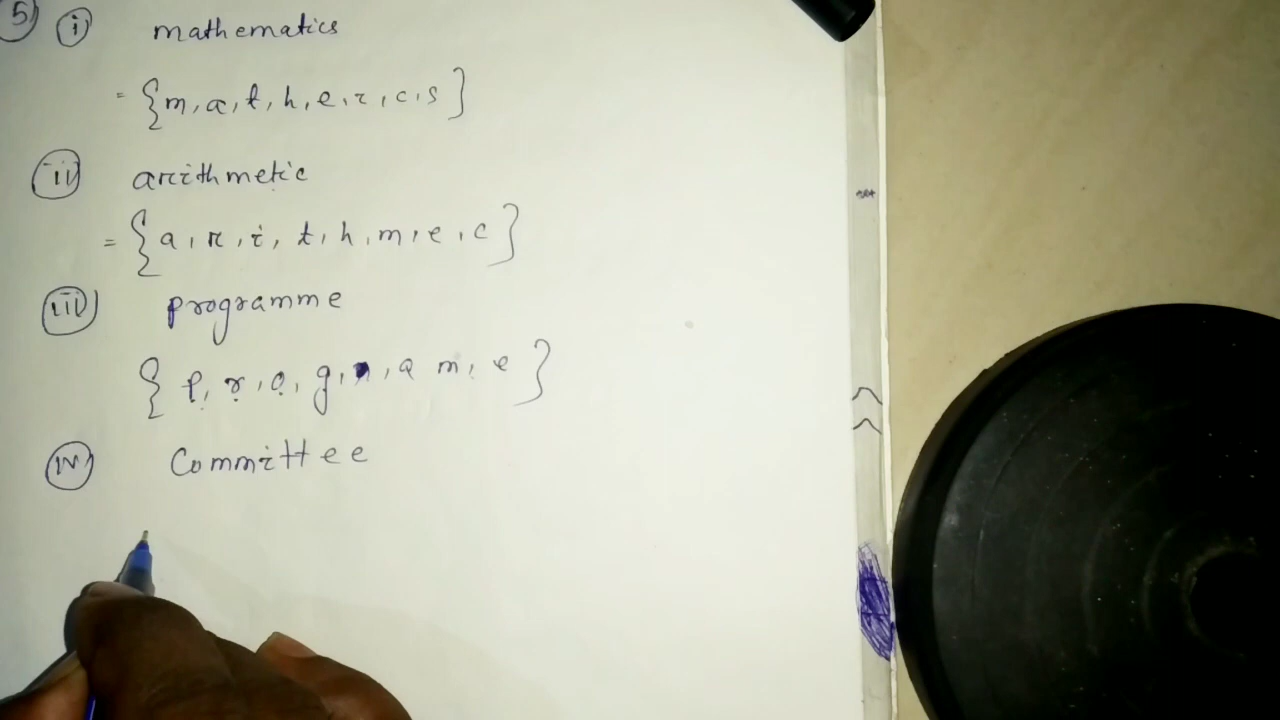 5) i mathematics
= {m, a, t, h, e, i, c, s}
ii arithmetic
= {a, r, i, t, h, m, e, c}
iii programme
{ p, r, o, g, , a m, e }
iv Committee